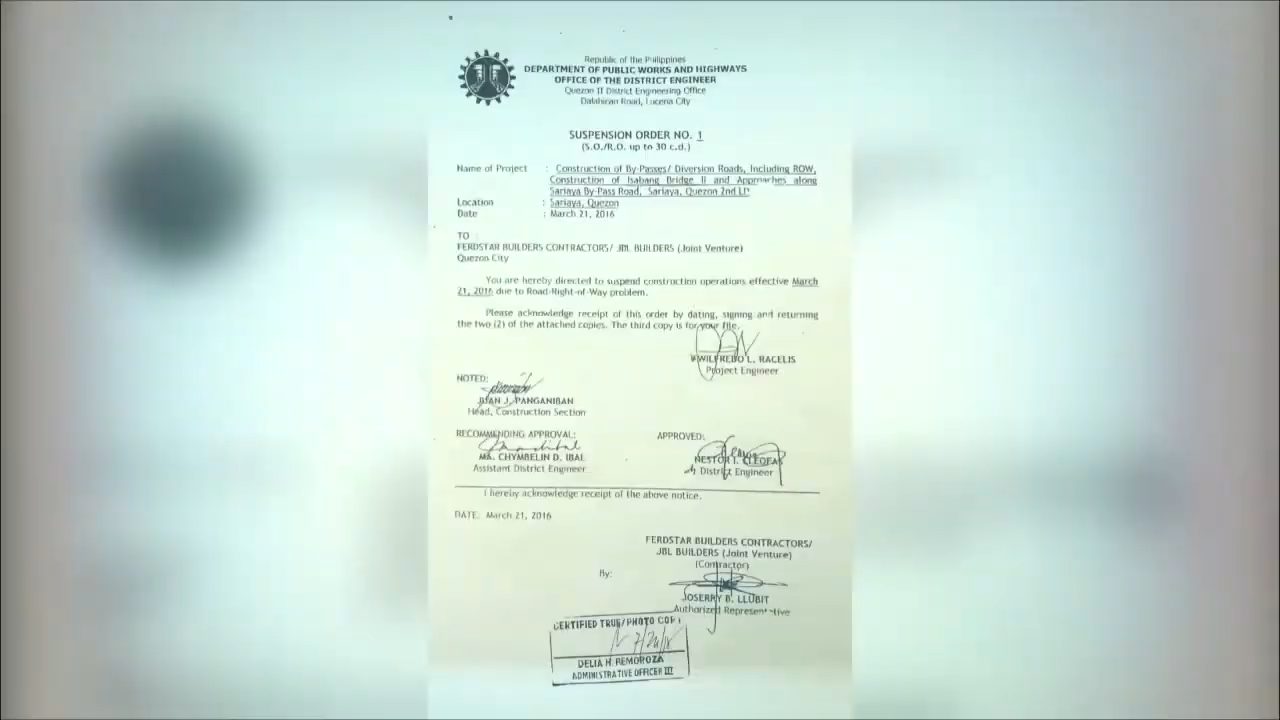 Republic of the Philippines
DEPARTMENT OF PUBLIC WORKS AND HIGHWAYS
OFFICE OF THE DISTRICT ENGINEER
Quezon II District Engineering Office
Dalahican Road, Lucena City
SUSPENSION ORDER NO. 1
(S.O./R.O. up to 30 c.d.)
Name of Project : Construction of By-Passes/ Diversion Roads, Including ROW,
Construction of Isabang Bridge II and Approaches along
Sariaya By-Pass Road, Sariaya, Quezon 2nd LD
Location : Sariaya, Quezon
Date : March 21, 2016
TO :
FERDSTAR BUILDERS CONTRACTORS/ JBL BUILDERS (Joint Venture)
Quezon City
You are hereby directed to suspend construction operations effective March
21, 2016 due to Road-Right-of-Way problem.
Please acknowledge receipt of this order by dating, signing and returning
the two (2) of the attached copies. The third copy is for your file.
WILFREDO L. RACELIS
Project Engineer
NOTED:
JUAN J. PANGANIBAN
Head, Construction Section
RECOMMENDING APPROVAL: APPROVED:
MA. CHYMBELIN D. IBAL NESTOR I. CLEOFAS
Assistant District Engineer District Engineer
I hereby acknowledge receipt of the above notice.
DATE: March 21, 2016
FERDSTAR BUILDERS CONTRACTORS/
JBL BUILDERS (Joint Venture)
(Contractor)
By:
JOSERRY B. LLUBIT
Authorized Representative
CERTIFIED TRUE/PHOTO COPY
DELIA H. REMOROZA
ADMINISTRATIVE OFFICER III